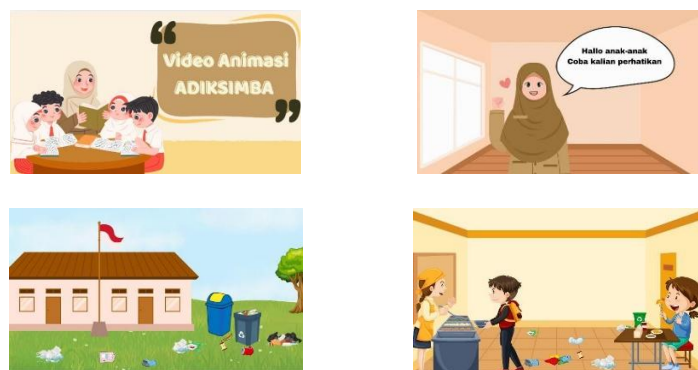 Video Animasi
ADIKSIMBA
Hallo anak-anak
Coba kalian perhatikan